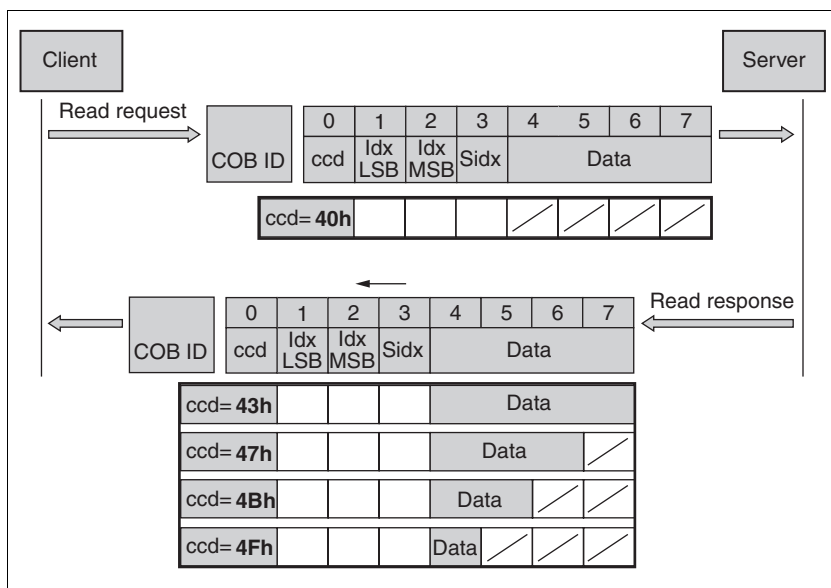 Client
Server
Read request
0 1 2 3 4 5 6 7
COB ID
ccd Idx LSB Idx MSB Sidx Data
ccd= 40h
Read response
0 1 2 3 4 5 6 7
COB ID
ccd Idx LSB Idx MSB Sidx Data
ccd= 43h Data
ccd= 47h Data
ccd= 4Bh Data
ccd= 4Fh Data